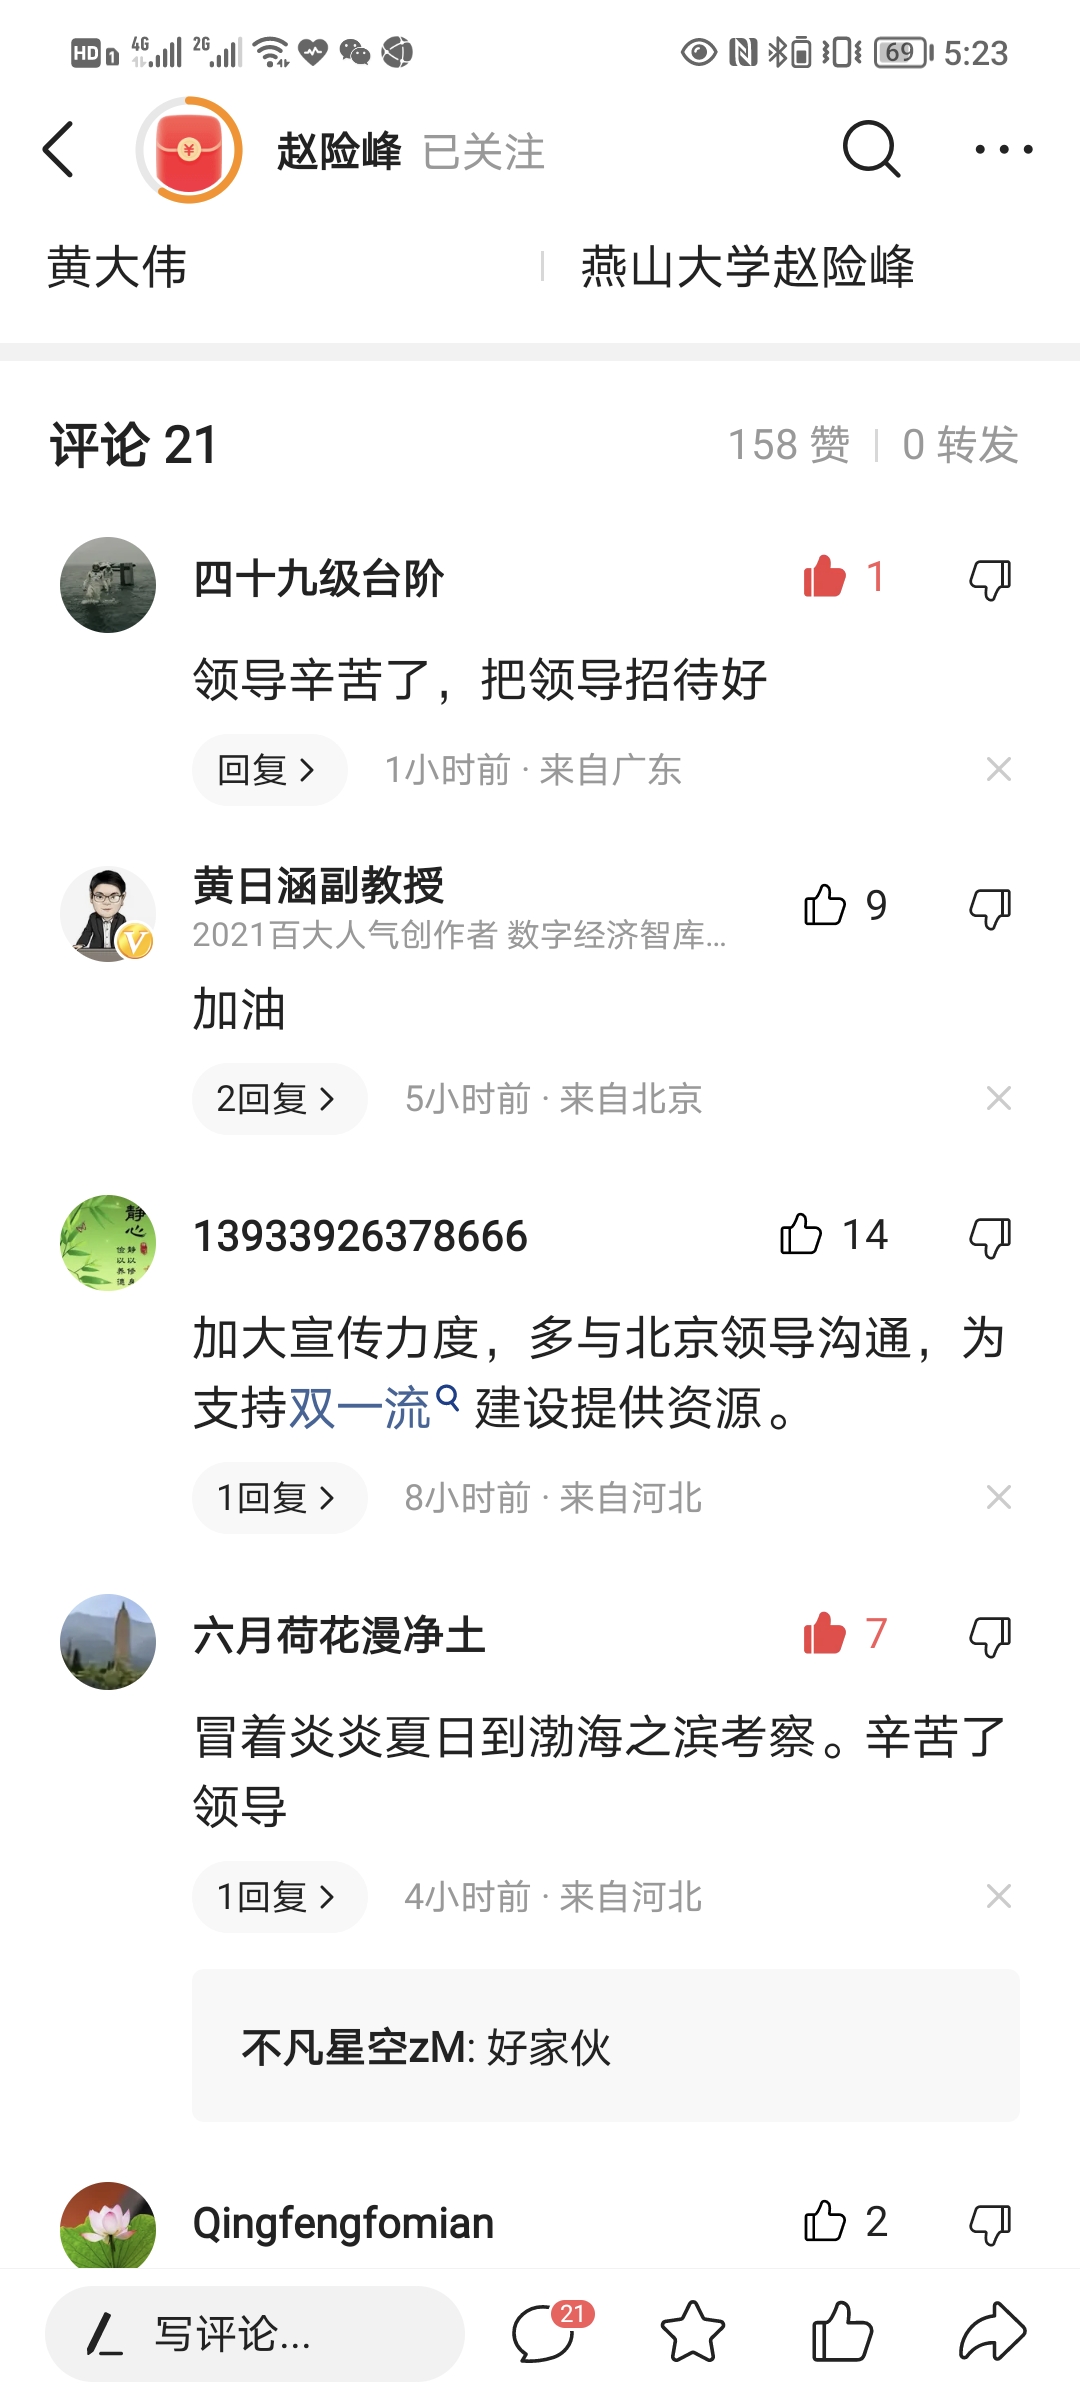 HD 1 4G 2G 69 5:23
赵险峰 已关注
黄大伟 | 燕山大学赵险峰
评论 21 158 赞 | 0 转发
四十九级台阶 1
领导辛苦了，把领导招待好
回复 > 1小时前 · 来自广东
黄日涵副教授 9
2021百大人气创作者 数字经济智库...
V
加油
2回复 > 5小时前 · 来自北京
静心
13933926378666 14
加大宣传力度，多与北京领导沟通，为
支持双一流 建设提供资源。
1回复 > 8小时前 · 来自河北
六月荷花漫净土 7
冒着炎炎夏日到渤海之滨考察。辛苦了
领导
1回复 > 4小时前 · 来自河北
不凡星空zM: 好家伙
Qingfengfomian 2
写评论... 21